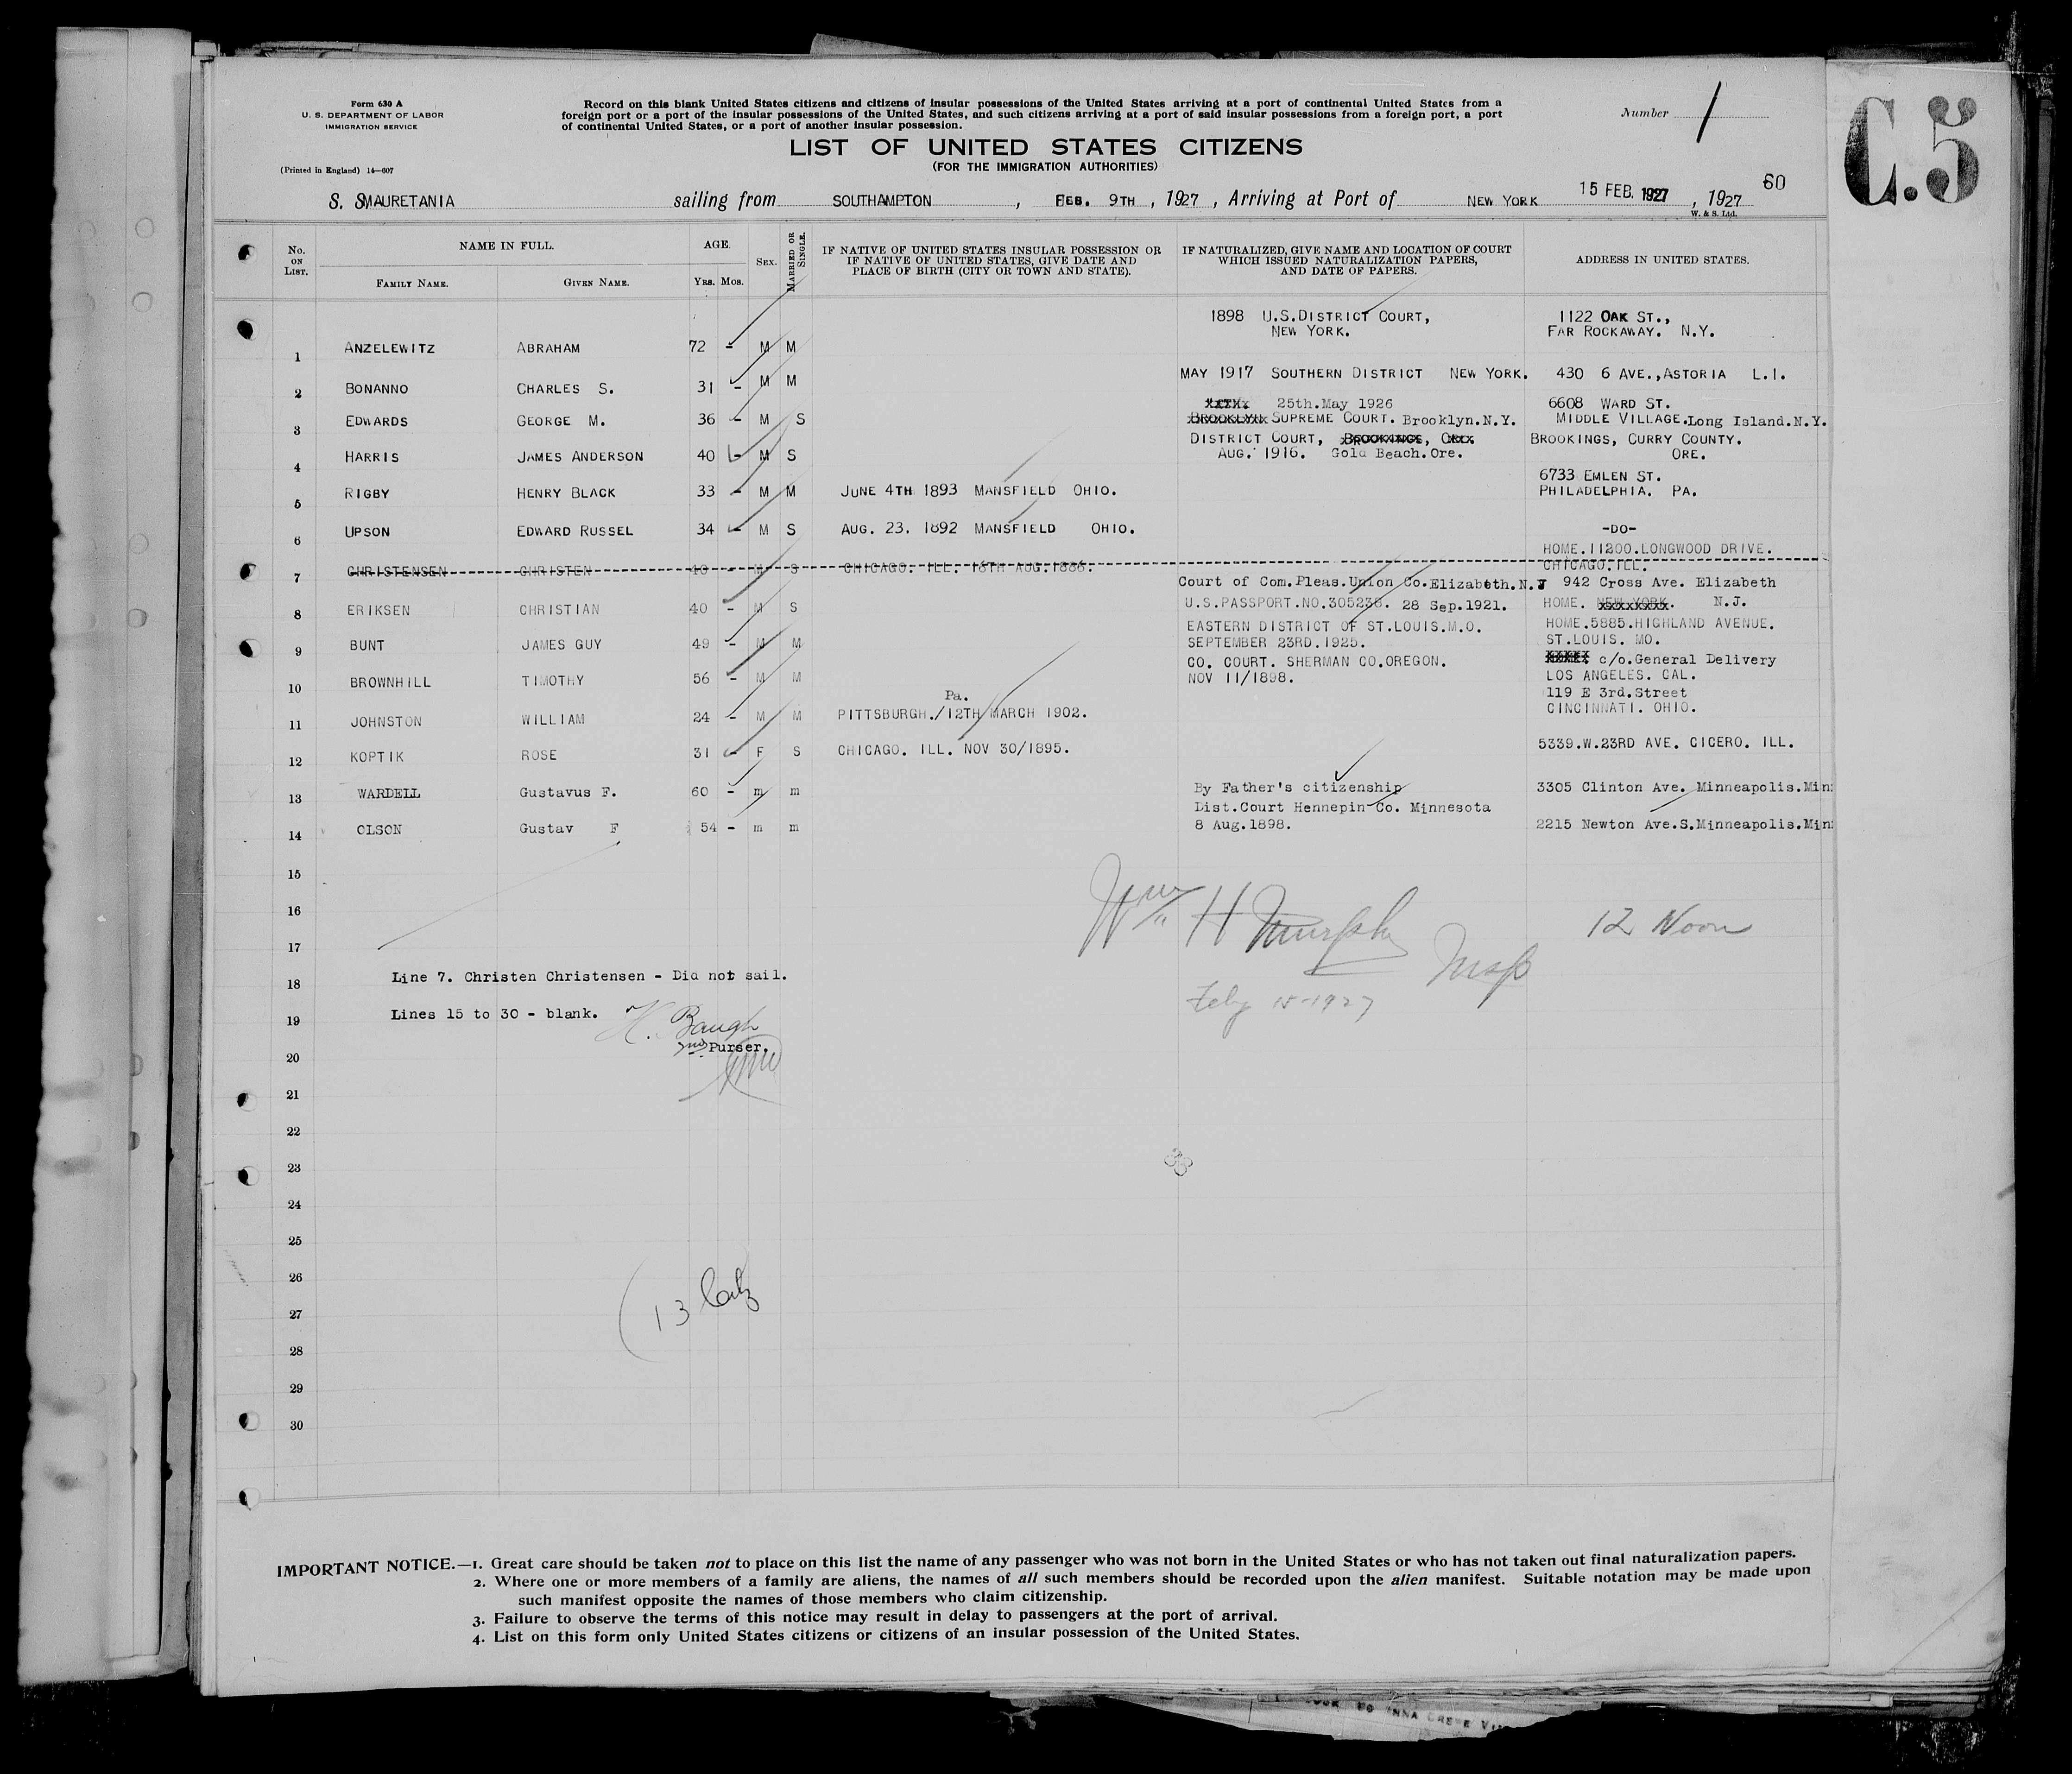 Form 630 A
U. S. DEPARTMENT OF LABOR
IMMIGRATION SERVICE
(Printed in England) 14—607
Record on this blank United States citizens and citizens of insular possessions of the United States arriving at a port of continental United States from a
foreign port or a port of the insular possessions of the United States, and such citizens arriving at a port of said insular possessions from a foreign port, a port
of continental United States, or a port of another insular possession.
Number 1
C.5
LIST OF UNITED STATES CITIZENS
(FOR THE IMMIGRATION AUTHORITIES)
60
S. S. MAURETANIA sailing from SOUTHAMPTON, FEB. 9TH, 1927, Arriving at Port of NEW YORK 15 FEB. 1927, 1927
W. & S. Ltd.
No. ON LIST. NAME IN FULL. FAMILY NAME. GIVEN NAME. AGE. YRS. MOS. SEX. MARRIED OR SINGLE.
IF NATIVE OF UNITED STATES INSULAR POSSESSION OR
IF NATIVE OF UNITED STATES, GIVE DATE AND
PLACE OF BIRTH (CITY OR TOWN AND STATE).
IF NATURALIZED, GIVE NAME AND LOCATION OF COURT
WHICH ISSUED NATURALIZATION PAPERS,
AND DATE OF PAPERS.
ADDRESS IN UNITED STATES.
1898 U.S.DISTRICT COURT, 1122 OAK ST.,
NEW YORK. FAR ROCKAWAY. N.Y.
1 ANZELEWITZ ABRAHAM 72 - M M
2 BONANNO CHARLES S. 31 - M M MAY 1917 SOUTHERN DISTRICT NEW YORK. 430 6 AVE.,ASTORIA L.I.
25th.May 1926 6608 WARD ST.
3 EDWARDS GEORGE M. 36 - M S BROOKLYN SUPREME COURT. Brooklyn.N.Y. MIDDLE VILLAGE.Long Island.N.Y.
DISTRICT COURT, BROOKINGS, BROOKINGS, CURRY COUNTY.
4 HARRIS JAMES ANDERSON 40 - M S AUG. 1916. Gold Beach.Ore. ORE.
6733 EMLEN ST.
5 RIGBY HENRY BLACK 33 - M M JUNE 4TH 1893 MANSFIELD OHIO. PHILADELPHIA. PA.
6 UPSON EDWARD RUSSEL 34 - M S AUG. 23. 1892 MANSFIELD OHIO. -DO-
HOME.11200.LONGWOOD DRIVE.
7 CHRISTENSEN CHRISTEN 40 - M S CHICAGO. ILL. 16TH AUG.1886. CHICAGO.ILL.
Court of Com.Pleas.Union Co.Elizabeth.N.J 942 Cross Ave. Elizabeth
8 ERIKSEN CHRISTIAN 40 - M S U.S.PASSPORT.NO.305236. 28 Sep.1921. HOME. NEW YORK. N.J.
EASTERN DISTRICT OF ST.LOUIS.M.O. HOME.5885.HIGHLAND AVENUE.
9 BUNT JAMES GUY 49 - M M SEPTEMBER 23RD.1925. ST.LOUIS. MO.
CO. COURT. SHERMAN CO.OREGON. c/o.General Delivery
10 BROWNHILL TIMOTHY 56 - M M NOV 11/1898. LOS ANGELES. CAL.
Pa. 119 E 3rd.Street
11 JOHNSTON WILLIAM 24 - M M PITTSBURGH./12TH MARCH 1902. CINCINNATI. OHIO.
12 KOPTIK ROSE 31 - F S CHICAGO. ILL. NOV 30/1895. 5339.W.23RD AVE. CICERO. ILL.
13 WARDELL Gustavus F. 60 - m m By Father's citizenship 3305 Clinton Ave. Minneapolis.Min
Dist.Court Hennepin Co. Minnesota
14 OLSON Gustav F 54 - m m 8 Aug.1898. 2215 Newton Ave.S.Minneapolis.Min
15
16
Wm H Murphy 12 Noon
17
Insp
Line 7. Christen Christensen - Did not sail.
18
Feby 15-1927
Lines 15 to 30 - blank.
19
H. Baugh
2nd Purser.
20
21
22
23
24
25
26
13
27
28
29
30
IMPORTANT NOTICE.—1. Great care should be taken not to place on this list the name of any passenger who was not born in the United States or who has not taken out final naturalization papers.
2. Where one or more members of a family are aliens, the names of all such members should be recorded upon the alien manifest. Suitable notation may be made upon
such manifest opposite the names of those members who claim citizenship.
3. Failure to observe the terms of this notice may result in delay to passengers at the port of arrival.
4. List on this form only United States citizens or citizens of an insular possession of the United States.